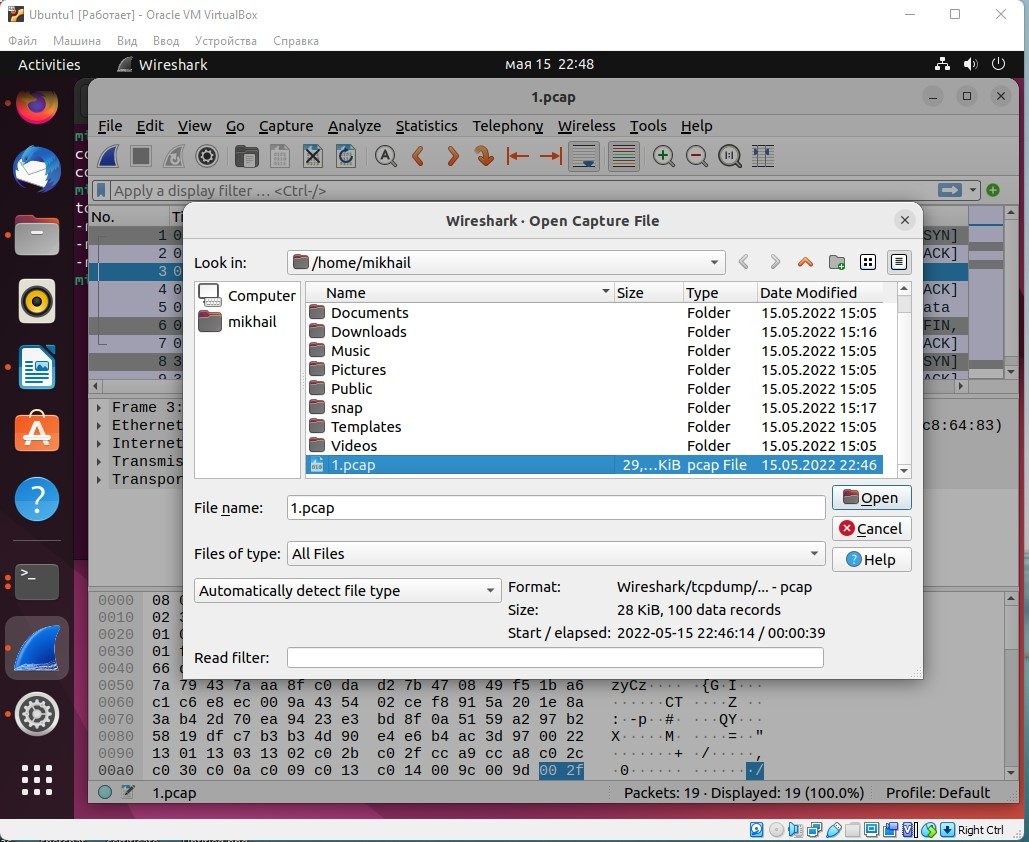 Ubuntu1 [Работает] - Oracle VM VirtualBox
Файл Машина Вид Ввод Устройства Справка
Activities Wireshark мая 15 22:48
1.pcap
File Edit View Go Capture Analyze Statistics Telephony Wireless Tools Help
Apply a display filter … <Ctrl-/>
No.
1 0 SYN]
2 0 ACK]
3 0
4 0 ACK]
5 0 ata
6 0 FIN,
7 0 ACK]
8 3 SYN]
Wireshark · Open Capture File
Look in: /home/mikhail
Computer
mikhail
Name Size Type Date Modified
Documents Folder 15.05.2022 15:05
Downloads Folder 15.05.2022 15:16
Music Folder 15.05.2022 15:05
Pictures Folder 15.05.2022 15:05
Public Folder 15.05.2022 15:05
snap Folder 15.05.2022 15:17
Templates Folder 15.05.2022 15:05
Videos Folder 15.05.2022 15:05
1.pcap 29,…KiB pcap File 15.05.2022 22:46
File name: 1.pcap
Open
Cancel
Files of type: All Files
Help
Automatically detect file type
Format: Wireshark/tcpdump/... - pcap
Size: 28 KiB, 100 data records
Start / elapsed: 2022-05-15 22:46:14 / 00:00:39
Read filter:
Frame 3:
Ethernet c8:64:83)
Internet
Transmis
Transpor
0000 08
0010 02
0020 01
0030 01
0040 66
0050 7a 79 43 7a aa 8f c0 da d2 7b 47 08 49 f5 1b a6 zyCz···· ·{G·I···
0060 c1 c6 e8 ec 00 9a 43 54 02 ce f8 91 5a 20 1e 8a ······CT ····Z ··
0070 3a b4 2d 70 ea 94 23 e3 bd 8f 0a 51 59 a2 97 b2 :·-p··#· ···QY···
0080 58 19 df c7 b3 b3 4d 90 e4 e6 b4 ac 3d 97 00 22 X·····M· ····=··"
0090 13 01 13 03 13 02 c0 2b c0 2f cc a9 cc a8 c0 2c ·······+ ·/·····,
00a0 c0 30 c0 0a c0 09 c0 13 c0 14 00 9c 00 9d 00 2f ·0······ ·······/
1.pcap Packets: 19 · Displayed: 19 (100.0%) Profile: Default
Right Ctrl